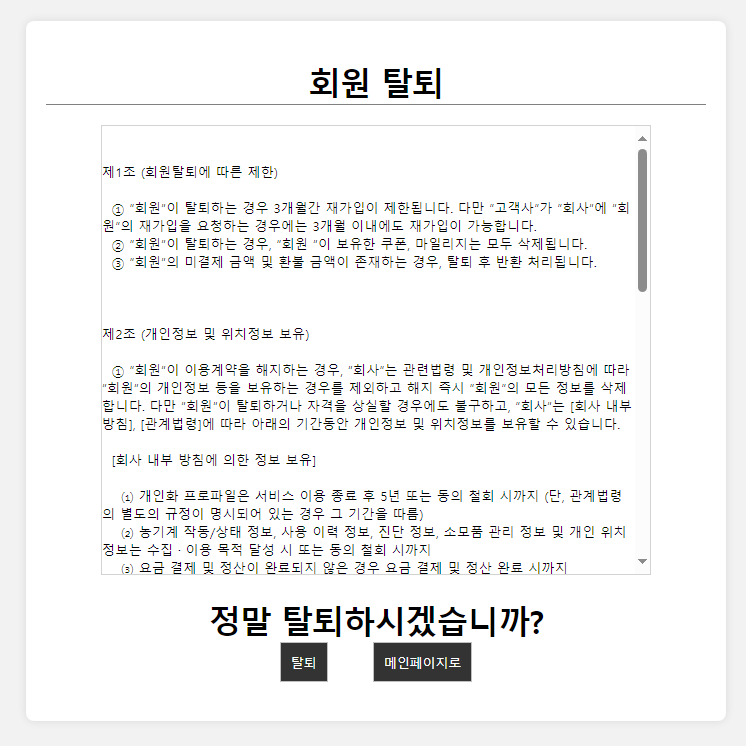 회원 탈퇴
제1조 (회원탈퇴에 따른 제한)
① “회원”이 탈퇴하는 경우 3개월간 재가입이 제한됩니다. 다만 “고객사”가 “회사”에 “회
원”의 재가입을 요청하는 경우에는 3개월 이내에도 재가입이 가능합니다.
② “회원”이 탈퇴하는 경우, “회원 ”이 보유한 쿠폰, 마일리지는 모두 삭제됩니다.
③ “회원”의 미결제 금액 및 환불 금액이 존재하는 경우, 탈퇴 후 반환 처리됩니다.
제2조 (개인정보 및 위치정보 보유)
① “회원”이 이용계약을 해지하는 경우, “회사”는 관련법령 및 개인정보처리방침에 따라
“회원”의 개인정보 등을 보유하는 경우를 제외하고 해지 즉시 “회원”의 모든 정보를 삭제
합니다. 다만 “회원”이 탈퇴하거나 자격을 상실할 경우에도 불구하고, “회사”는 [회사 내부
방침], [관계법령]에 따라 아래의 기간동안 개인정보 및 위치정보를 보유할 수 있습니다.
[회사 내부 방침에 의한 정보 보유]
⑴ 개인화 프로파일은 서비스 이용 종료 후 5년 또는 동의 철회 시까지 (단, 관계법령
의 별도의 규정이 명시되어 있는 경우 그 기간을 따름)
⑵ 농기계 작동/상태 정보, 사용 이력 정보, 진단 정보, 소모품 관리 정보 및 개인 위치
정보는 수집ㆍ이용 목적 달성 시 또는 동의 철회 시까지
⑶ 요금 결제 및 정산이 완료되지 않은 경우 요금 결제 및 정산 완료 시까지
정말 탈퇴하시겠습니까?
탈퇴
메인페이지로